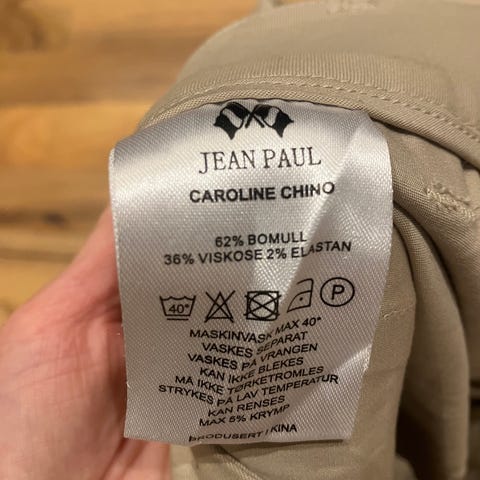 JEAN PAUL
CAROLINE CHINO
62% BOMULL
36% VISKOSE 2% ELASTAN
40° P
MASKINVASK MAX 40°
VASKES SEPARAT
VASKES PÅ VRANGEN
KAN IKKE BLEKES
MÅ IKKE TØRKETROMLES
STRYKES PÅ LAV TEMPERATUR
KAN RENSES
MAX 5% KRYMP
PRODUSERT I KINA